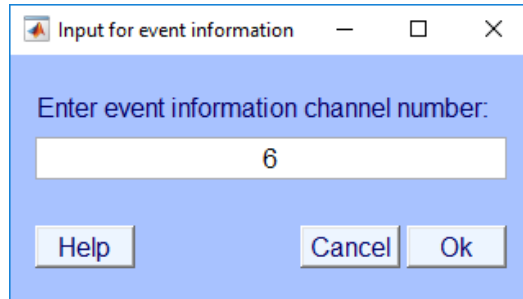 Input for event information
Enter event information channel number:
6
Help Cancel Ok